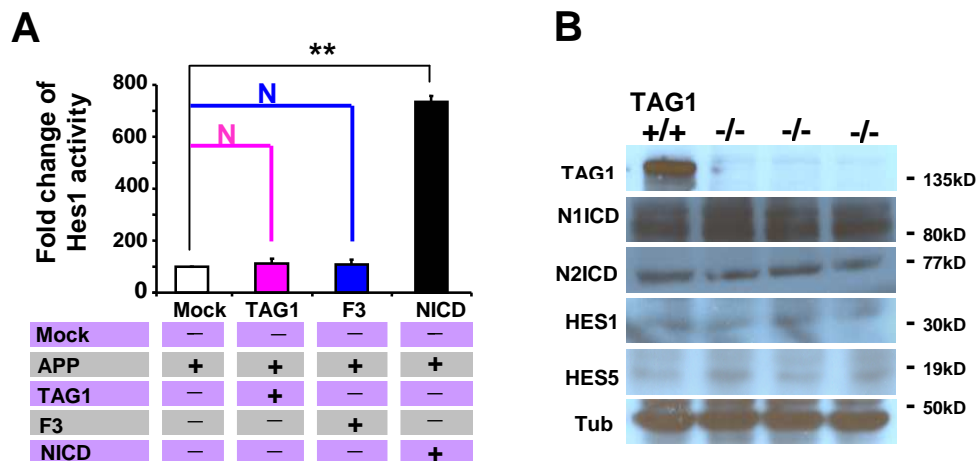 A
**
800
600
400
200
100
0
Fold change of
Hes1 activity
N
N
Mock TAG1 F3 NICD
Mock – – – –
APP + + + +
TAG1 – + – –
F3 – – + –
NICD – – – +
B
TAG1
+/+ -/- -/- -/-
TAG1 - 135kD
N1ICD - 80kD
N2ICD - 77kD
HES1 - 30kD
HES5 - 19kD
Tub - 50kD